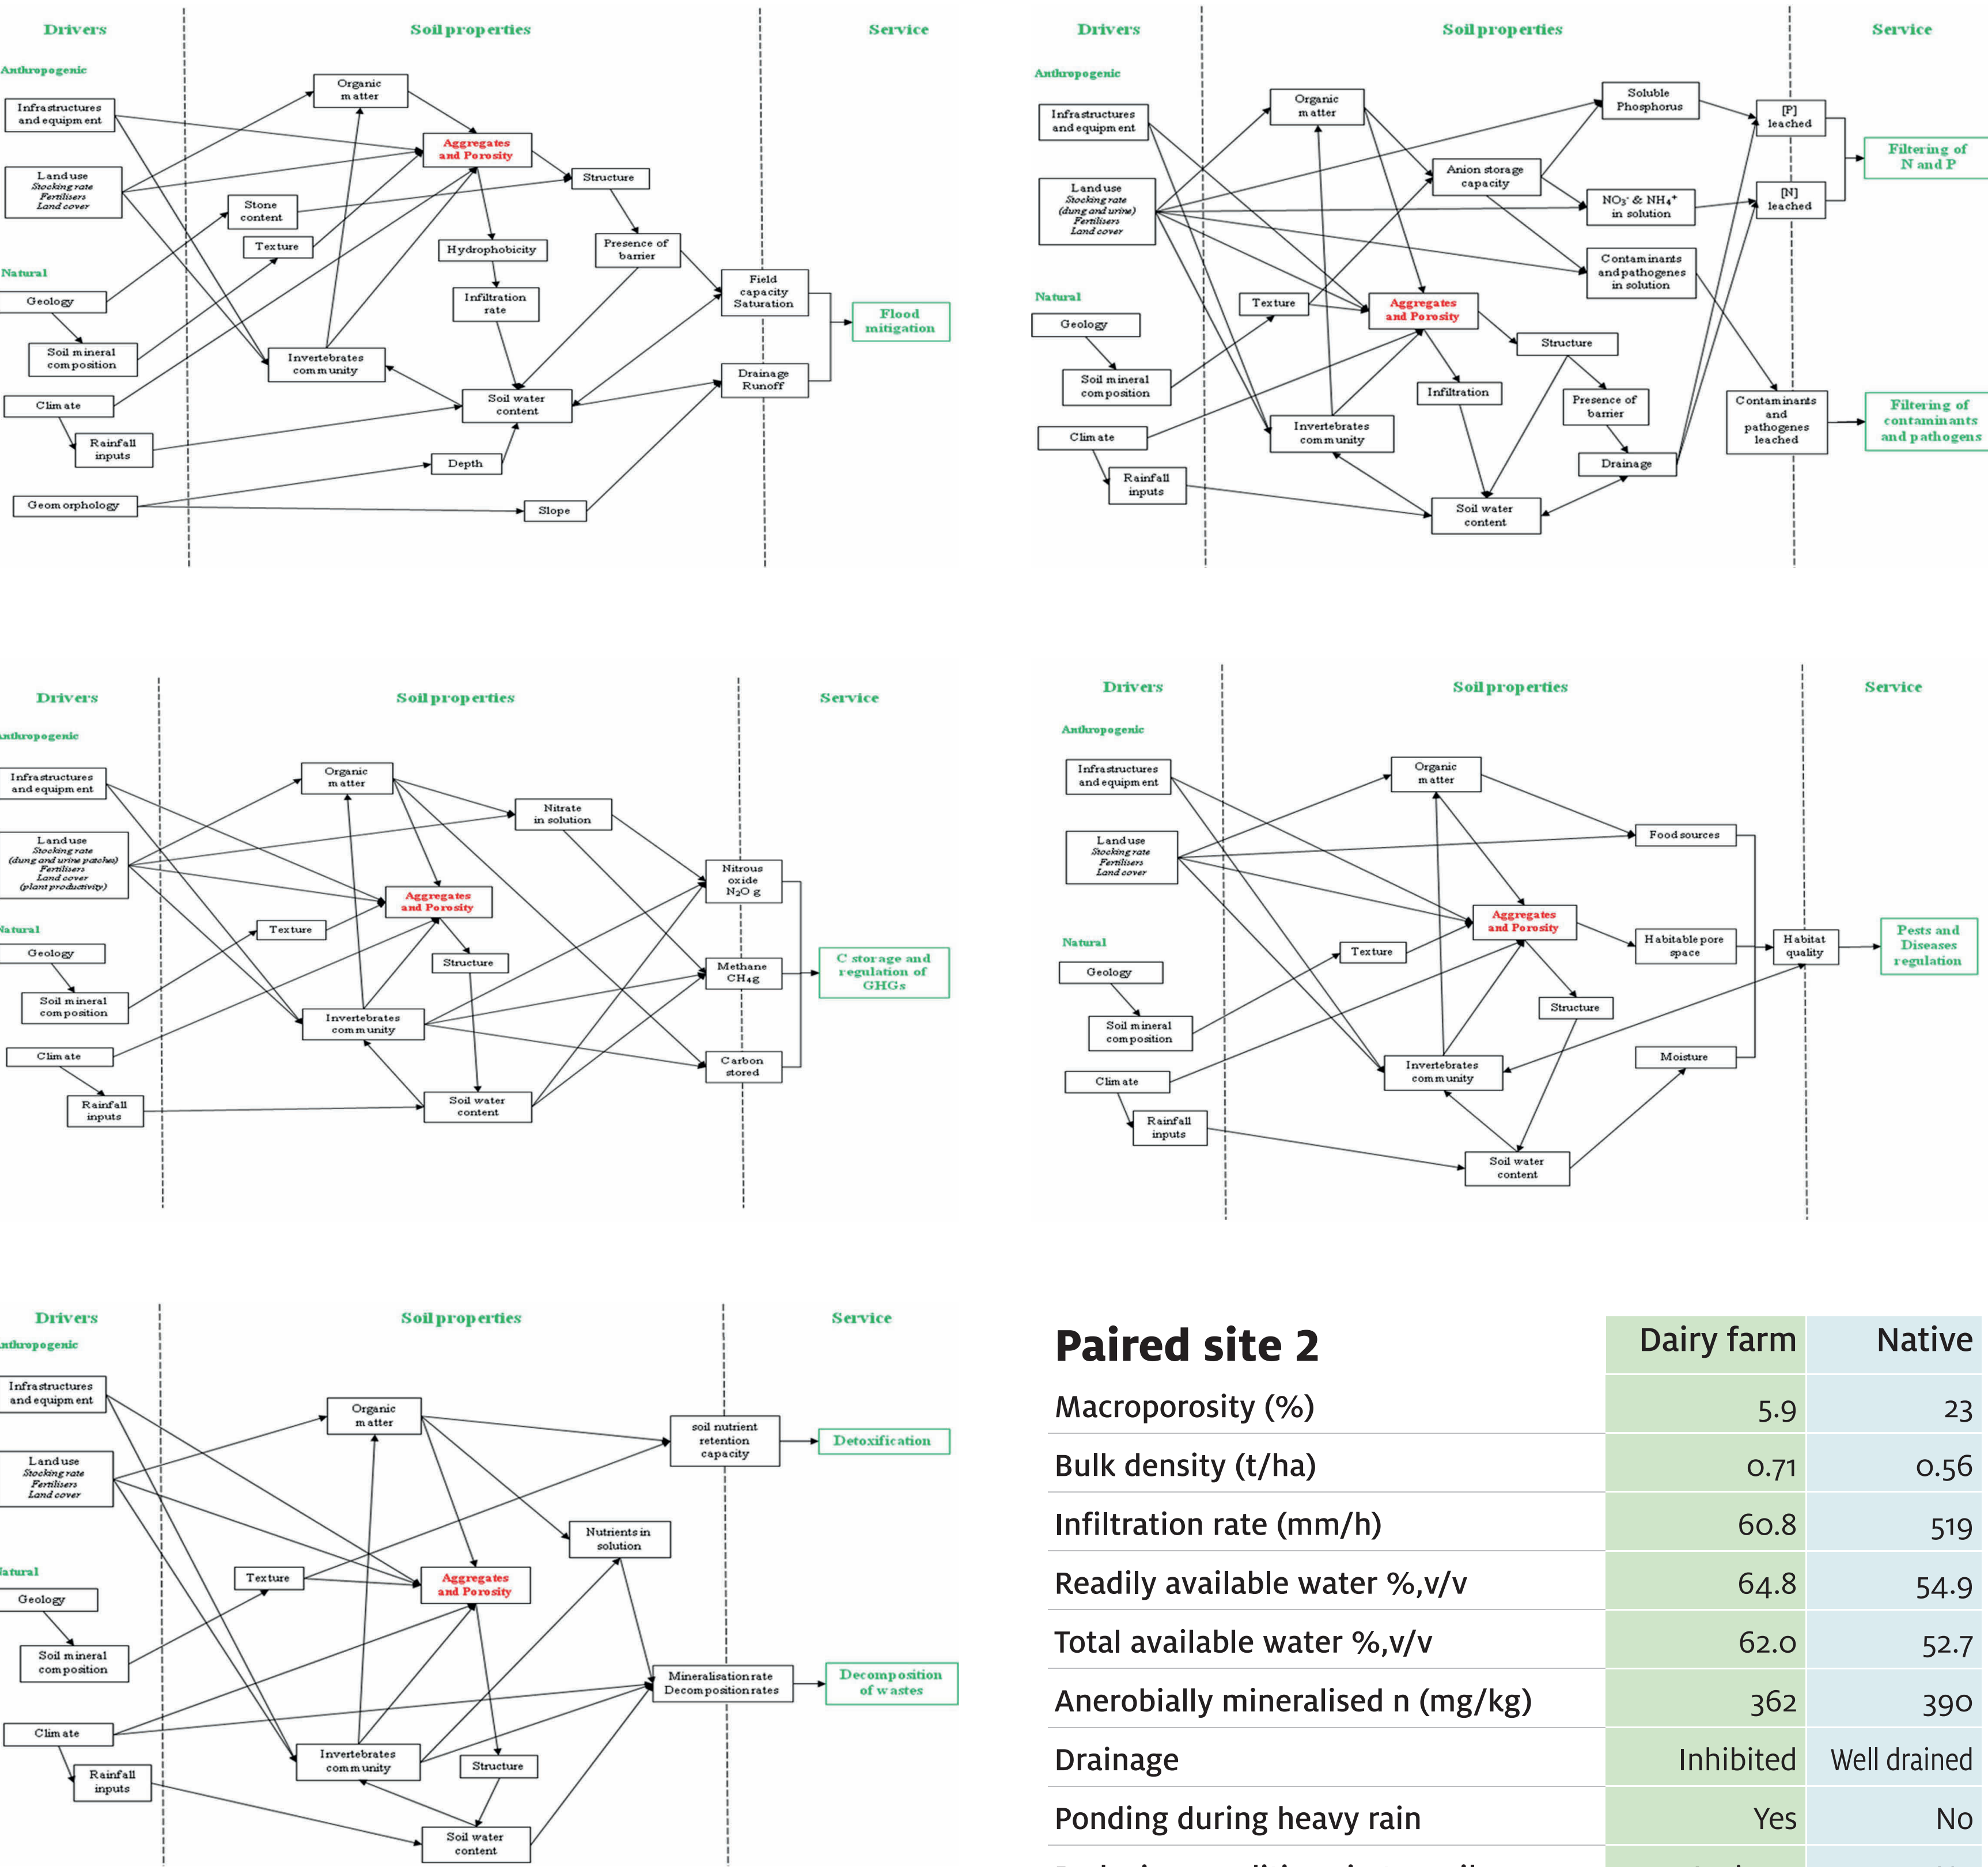 Drivers
Soil properties
Service
Anthropogenic
Infrastructures
and equipment
Land use
Stocking rate
Fertilisers
Land cover
Natural
Geology
Soil mineral
composition
Climate
Rainfall
inputs
Geomorphology
Organic
matter
Aggregates
and Porosity
Stone
content
Texture
Structure
Hydrophobicity
Presence of
barrier
Infiltration
rate
Invertebrates
community
Soil water
content
Depth
Slope
Field
capacity
Saturation
Drainage
Runoff
Flood
mitigation
Drivers
Soil properties
Service
Anthropogenic
Infrastructures
and equipment
Land use
Stocking rate
(dung and urine)
Fertilisers
Land cover
Natural
Geology
Soil mineral
composition
Climate
Rainfall
inputs
Organic
matter
Anion storage
capacity
Soluble
Phosphorus
NO₃⁻ & NH₄⁺
in solution
Contaminants
and pathogenes
in solution
Texture
Aggregates
and Porosity
Structure
Infiltration
Presence of
barrier
Invertebrates
community
Drainage
Soil water
content
[P]
leached
[N]
leached
Contaminants
and
pathogenes
leached
Filtering of
N and P
Filtering of
contaminants
and pathogens
Drivers
Soil properties
Service
nthropogenic
Infrastructures
and equipment
Land use
Stocking rate
(dung and urine patches)
Fertilisers
Land cover
(plant productivity)
Natural
Geology
Soil mineral
composition
Climate
Rainfall
inputs
Organic
matter
Nitrate
in solution
Aggregates
and Porosity
Texture
Structure
Invertebrates
community
Soil water
content
Nitrous
oxide
N₂O g
Methane
CH₄g
Carbon
stored
C storage and
regulation of
GHGs
Drivers
Soil properties
Service
Anthropogenic
Infrastructures
and equipment
Land use
Stocking rate
Fertilisers
Land cover
Natural
Geology
Soil mineral
composition
Climate
Rainfall
inputs
Organic
matter
Food sources
Aggregates
and Porosity
Texture
Habitable pore
space
Structure
Invertebrates
community
Moisture
Soil water
content
Habitat
quality
Pests and
Diseases
regulation
Drivers
Soil properties
Service
nthropogenic
Infrastructures
and equipment
Land use
Stocking rate
Fertilisers
Land cover
Natural
Geology
Soil mineral
composition
Climate
Rainfall
inputs
Organic
matter
Nutrients in
solution
Texture
Aggregates
and Porosity
Invertebrates
community
Structure
Soil water
content
soil nutrient
retention
capacity
Mineralisation rate
Decomposition rates
Detoxification
Decomposition
of wastes
Paired site 2 Dairy farm Native
Macroporosity (%) 5.9 23
Bulk density (t/ha) 0.71 0.56
Infiltration rate (mm/h) 60.8 519
Readily available water %,v/v 64.8 54.9
Total available water %,v/v 62.0 52.7
Anerobially mineralised n (mg/kg) 362 390
Drainage Inhibited Well drained
Ponding during heavy rain Yes No